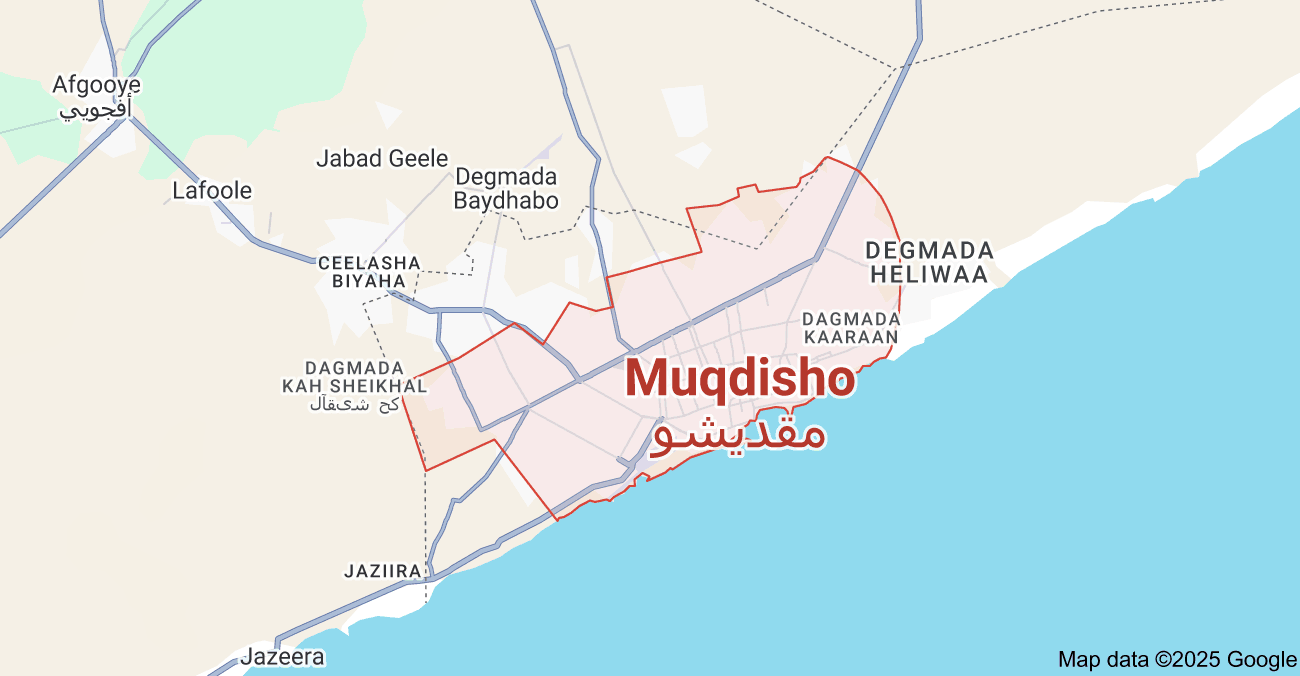 Afgooye
أفجويي
Jabad Geele
Degmada
Baydhabo
Lafoole
CEELASHA
BIYAHA
DEGMADA
HELIWAA
DAGMADA
KAARAAN
DAGMADA
KAH SHEIKHAL
كح شىقآل
Muqdisho
مقديشو
JAZIIRA
Jazeera
Map data ©2025 Google